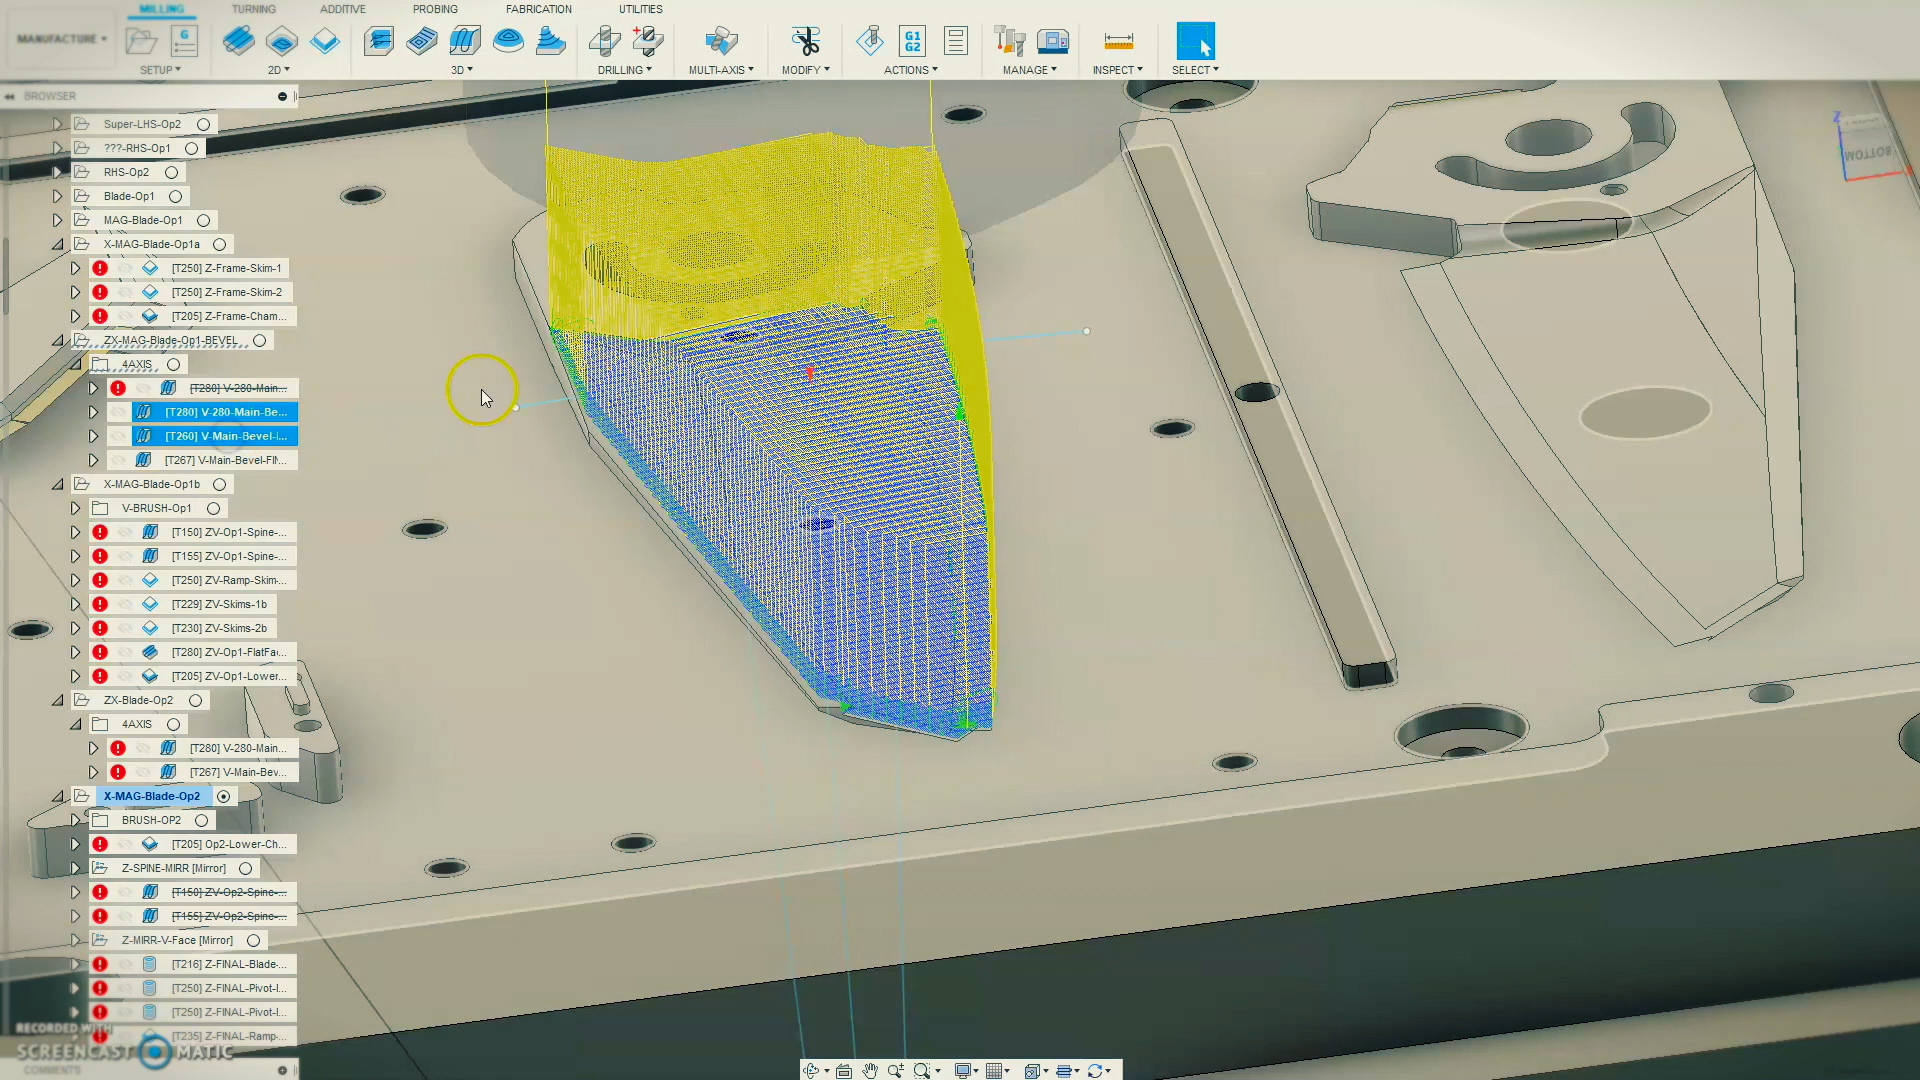 MILLING TURNING ADDITIVE PROBING FABRICATION UTILITIES
MANUFACTURE
G
G1
G2
SETUP 2D 3D DRILLING MULTI-AXIS MODIFY ACTIONS MANAGE INSPECT SELECT
BROWSER
Super-LHS-Op2
???-RHS-Op1
RHS-Op2
Blade-Op1
MAG-Blade-Op1
X-MAG-Blade-Op1a
[T250] Z-Frame-Skim-1
[T250] Z-Frame-Skim-2
[T205] Z-Frame-Cham...
ZX-MAG-Blade-Op1-BEVEL
4AXIS
[T280] V-280-Main...
[T280] V-280-Main-Be...
[T260] V-Main-Bevel-i...
[T267] V-Main-Bevel-FI...
X-MAG-Blade-Op1b
V-BRUSH-Op1
[T150] ZV-Op1-Spine-...
[T155] ZV-Op1-Spine-...
[T250] ZV-Ramp-Skim-...
[T229] ZV-Skims-1b
[T230] ZV-Skims-2b
[T280] ZV-Op1-FlatFa...
[T205] ZV-Op1-Lower...
ZX-Blade-Op2
4AXIS
[T280] V-280-Main...
[T267] V-Main-Bev...
X-MAG-Blade-Op2
BRUSH-OP2
[T205] Op2-Lower-Ch...
Z-SPINE-MIRR [Mirror]
[T150] ZV-Op2-Spine-...
[T155] ZV-Op2-Spine-...
Z-MIRR-V-Face [Mirror]
[T216] Z-FINAL-Blade-...
[T250] Z-FINAL-Pivot-I...
[T250] Z-FINAL-Pivot-I...
[T235] Z-FINAL-Ramp-...
RECORDED WITH
SCREENCAST MATIC
COMMENTS
Z
BOTTOM